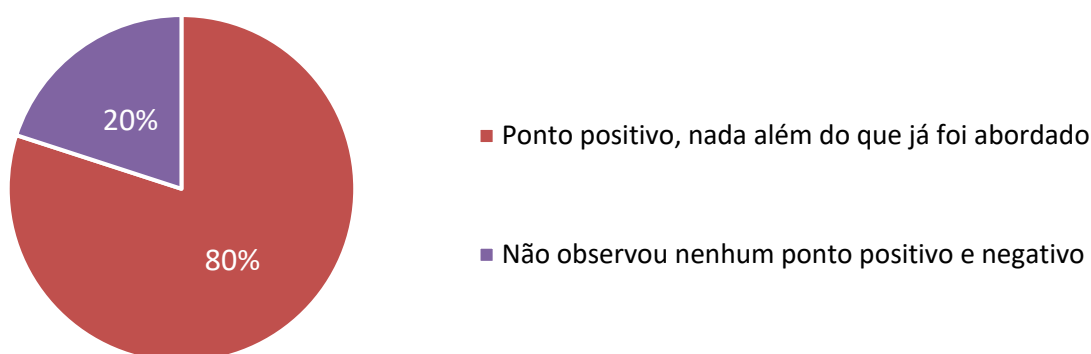 20%
Ponto positivo, nada além do que já foi abordado
Não observou nenhum ponto positivo e negativo
80%